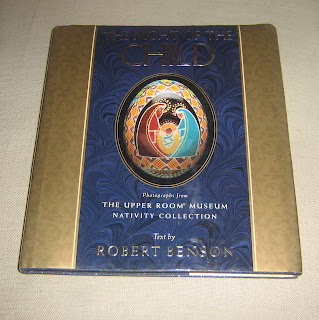 THE NIGHT OF THE
CHILD
Photographs from
THE UPPER ROOM® MUSEUM
NATIVITY COLLECTION
Text by
ROBERT BENSON